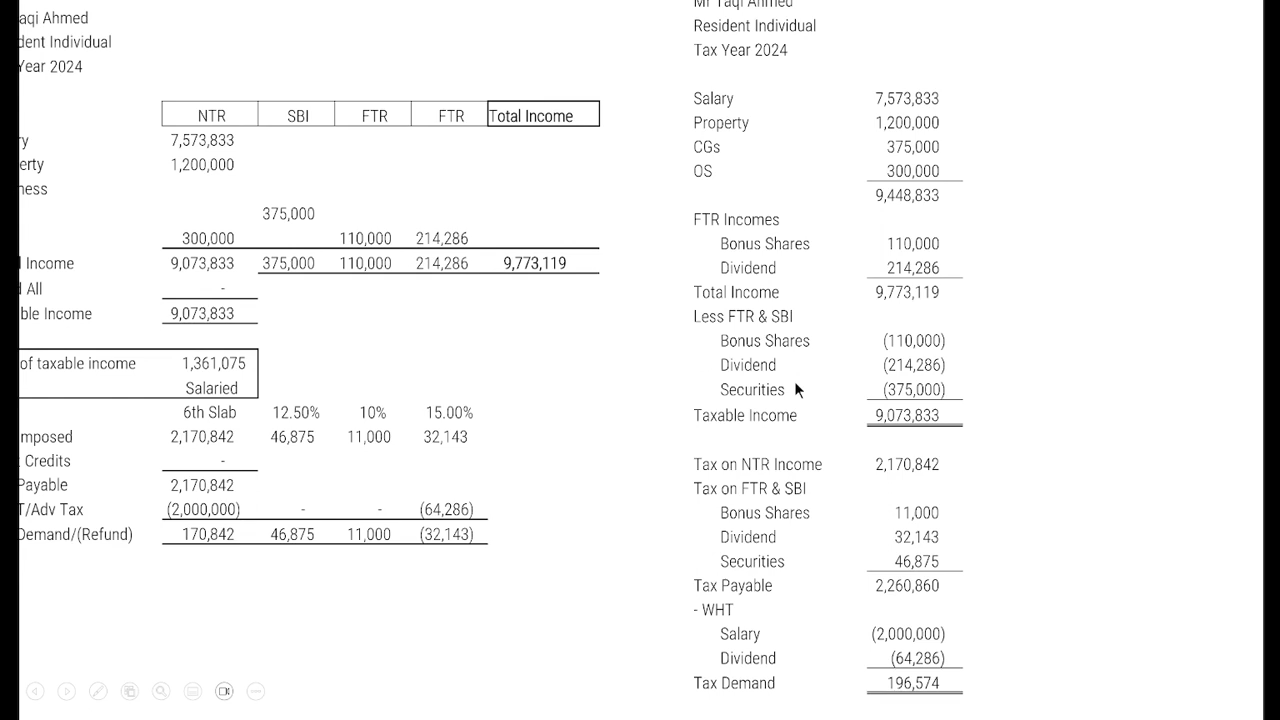 aqi Ahmed
dent Individual
Year 2024
NTR SBI FTR FTR Total Income
ry 7,573,833
erty 1,200,000
ness
375,000
300,000 110,000 214,286
l Income 9,073,833 375,000 110,000 214,286 9,773,119
d All -
ble Income 9,073,833
of taxable income 1,361,075
Salaried
6th Slab 12.50% 10% 15.00%
mposed 2,170,842 46,875 11,000 32,143
Credits -
Payable 2,170,842
T/Adv Tax (2,000,000) - - (64,286)
Demand/(Refund) 170,842 46,875 11,000 (32,143)
Mr Taqi Ahmed
Resident Individual
Tax Year 2024
Salary 7,573,833
Property 1,200,000
CGs 375,000
OS 300,000
9,448,833
FTR Incomes
Bonus Shares 110,000
Dividend 214,286
Total Income 9,773,119
Less FTR & SBI
Bonus Shares (110,000)
Dividend (214,286)
Securities (375,000)
Taxable Income 9,073,833
Tax on NTR Income 2,170,842
Tax on FTR & SBI
Bonus Shares 11,000
Dividend 32,143
Securities 46,875
Tax Payable 2,260,860
- WHT
Salary (2,000,000)
Dividend (64,286)
Tax Demand 196,574